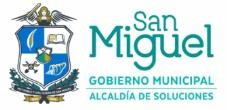 San
Miguel
GOBIERNO MUNICIPAL
ALCALDÍA DE SOLUCIONES